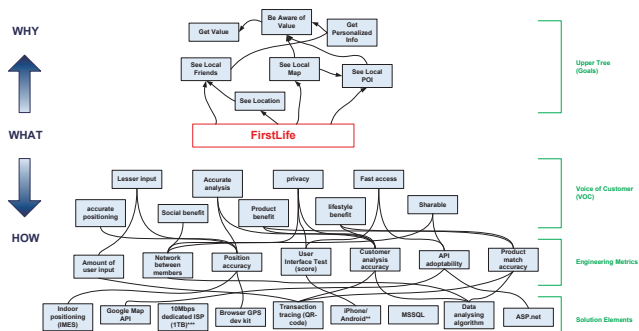 WHY
Be Aware of
Value
Get Value
Get
Personalized
Info
Upper Tree
(Goals)
See Local
Friends
See Local
Map
See Local
POI
See Location
WHAT
FirstLife
Lesser input
Accurate
analysis
privacy
Fast access
Voice of Customer
(VOC)
accurate
positioning
Social benefit
Product
benefit
lifestyle
benefit
Sharable
HOW
Amount of
user input
Network
between
members
Position
accuracy
User
Interface Test
(score)
Customer
analysis
accuracy
API
adoptability
Product
match
accuracy
Engineering Metrics
Indoor
positioning
(IMES)
Google Map
API
10Mbps
dedicated ISP
(1TB)***
Browser GPS
dev kit
Transaction
tracing (QR-
code)
iPhone/
Android**
MSSQL
Data
analysing
algorithm
ASP.net
Solution Elements